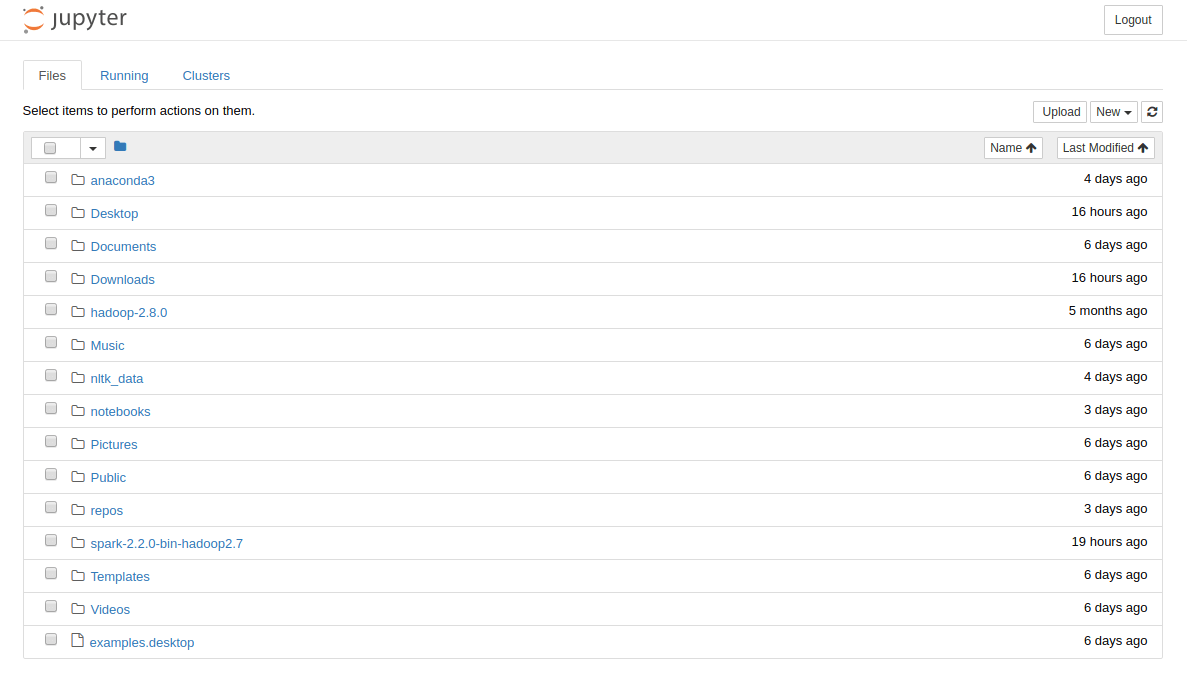 jupyter Logout
Files Running Clusters
Select items to perform actions on them. Upload New
Name Last Modified
anaconda3 4 days ago
Desktop 16 hours ago
Documents 6 days ago
Downloads 16 hours ago
hadoop-2.8.0 5 months ago
Music 6 days ago
nltk_data 4 days ago
notebooks 3 days ago
Pictures 6 days ago
Public 6 days ago
repos 3 days ago
spark-2.2.0-bin-hadoop2.7 19 hours ago
Templates 6 days ago
Videos 6 days ago
examples.desktop 6 days ago